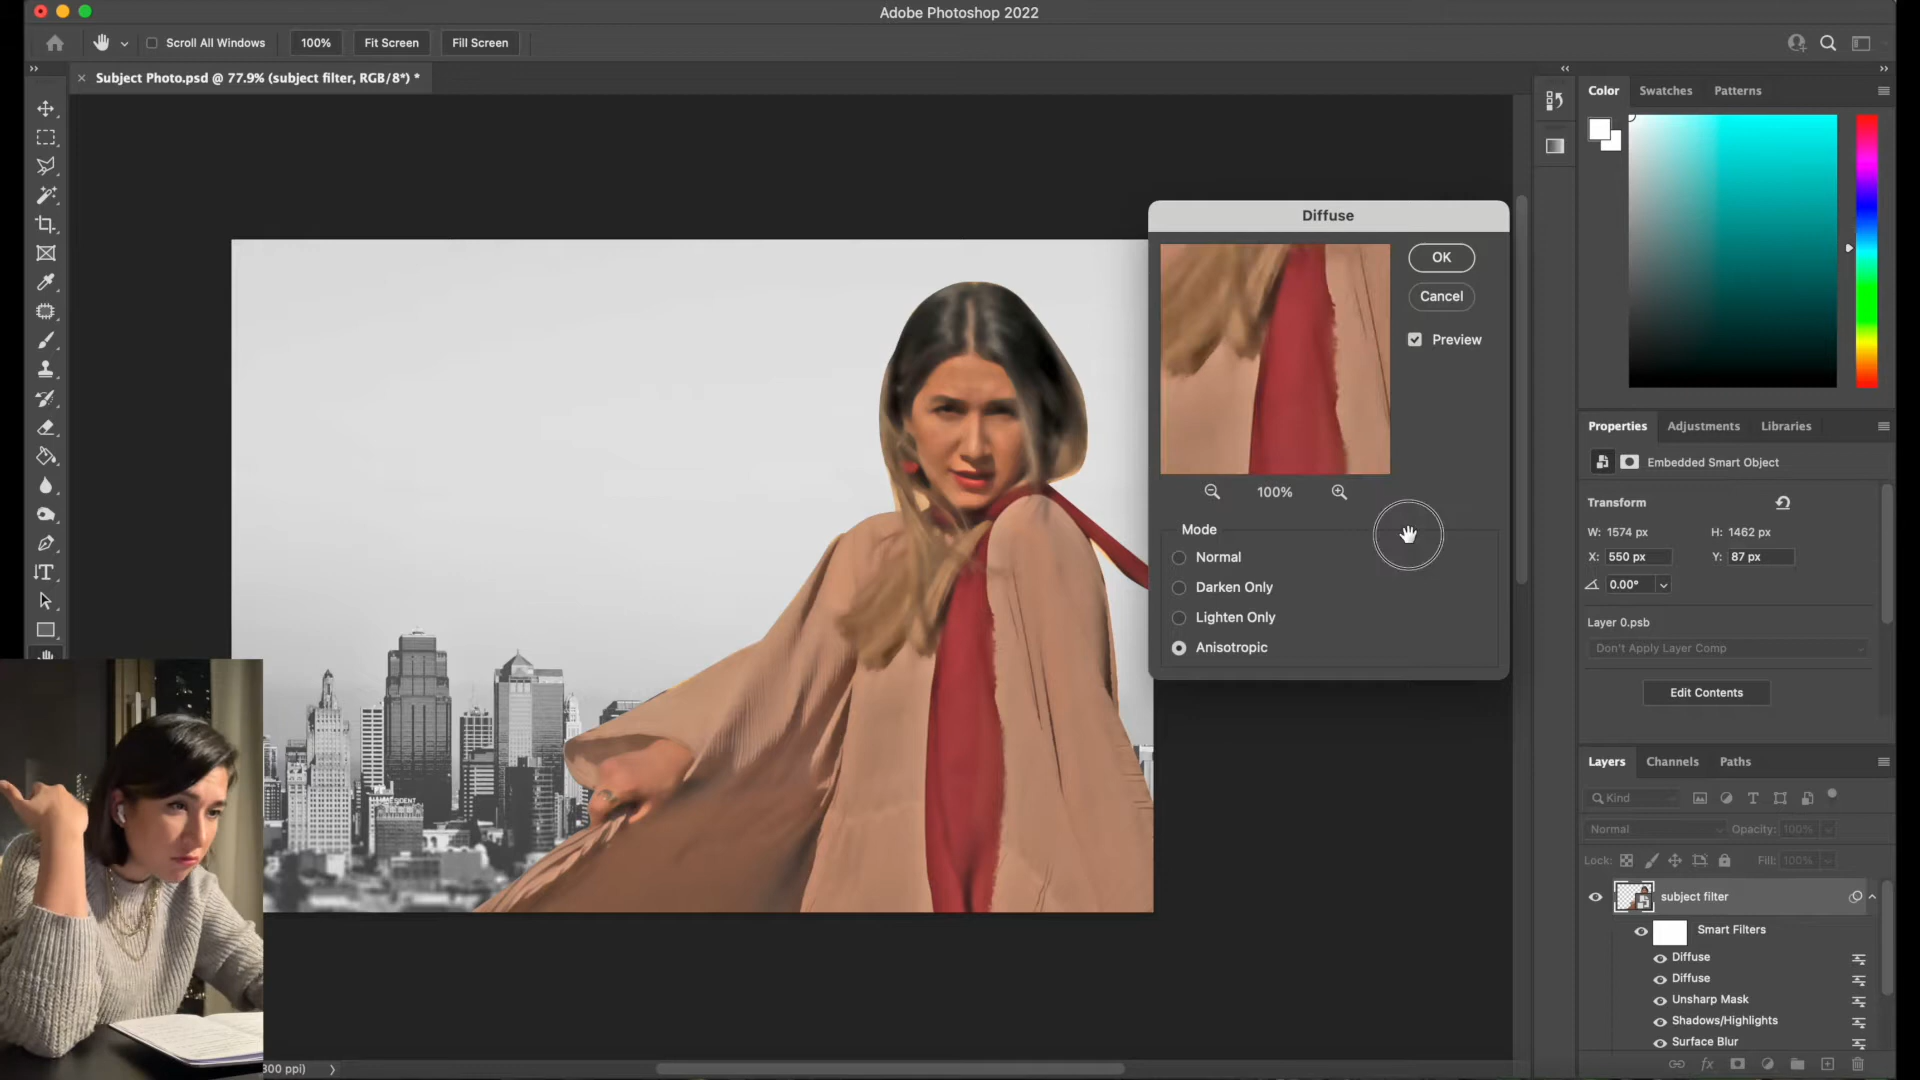 Adobe Photoshop 2022
Scroll All Windows
100%
Fit Screen
Fill Screen
Subject Photo.psd @ 77.9% (subject filter, RGB/8*) *
Color
Swatches
Patterns
Diffuse
OK
Cancel
Preview
100%
Mode
Normal
Darken Only
Lighten Only
Anisotropic
Properties
Adjustments
Libraries
Embedded Smart Object
Transform
W: 1574 px
H: 1462 px
X: 550 px
Y: 87 px
0.00°
Layer 0.psb
Don't Apply Layer Comp
Edit Contents
Layers
Channels
Paths
Kind
Normal
Opacity: 100%
Lock:
Fill: 100%
subject filter
Smart Filters
Diffuse
Diffuse
Unsharp Mask
Shadows/Highlights
Surface Blur
300 ppi)